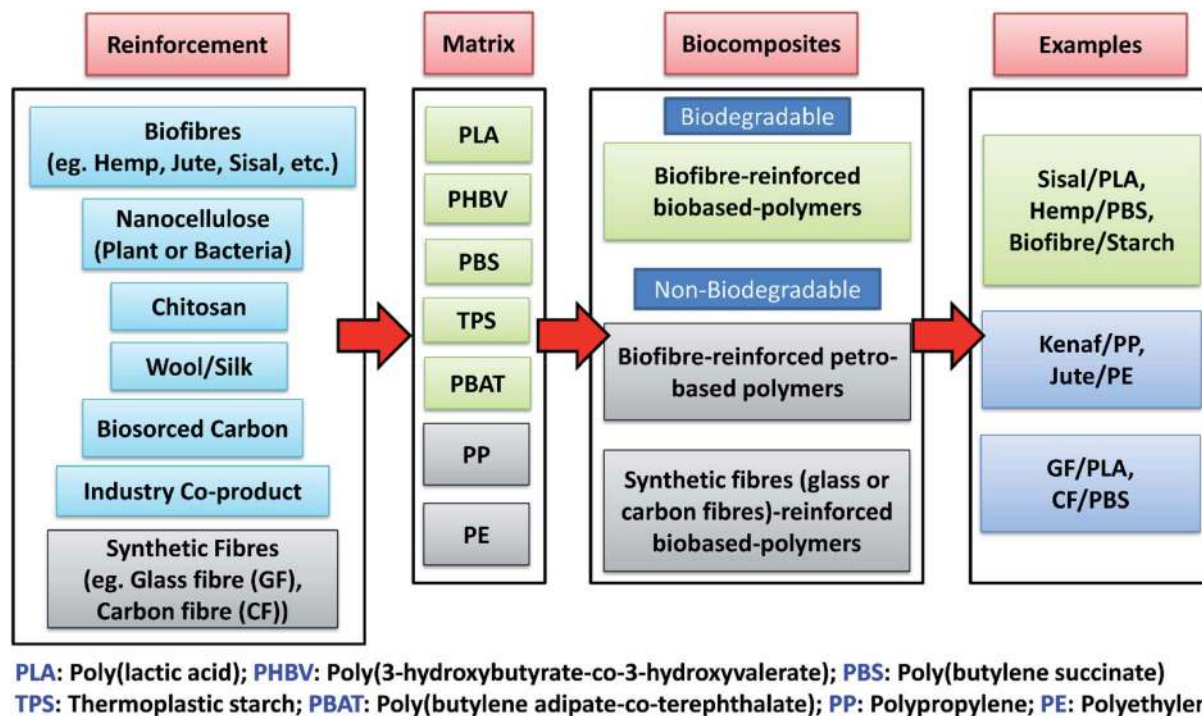 Reinforcement
Matrix
Biocomposites
Examples
Biofibres
(eg. Hemp, Jute, Sisal, etc.)
Nanocellulose
(Plant or Bacteria)
Chitosan
Wool/Silk
Biosorced Carbon
Industry Co-product
Synthetic Fibres
(eg. Glass fibre (GF),
Carbon fibre (CF))
PLA
PHBV
PBS
TPS
PBAT
PP
PE
Biodegradable
Biofibre-reinforced
biobased-polymers
Non-Biodegradable
Biofibre-reinforced petro-
based polymers
Synthetic fibres (glass or
carbon fibres)-reinforced
biobased-polymers
Sisal/PLA,
Hemp/PBS,
Biofibre/Starch
Kenaf/PP,
Jute/PE
GF/PLA,
CF/PBS
PLA: Poly(lactic acid); PHBV: Poly(3-hydroxybutyrate-co-3-hydroxyvalerate); PBS: Poly(butylene succinate)
TPS: Thermoplastic starch; PBAT: Poly(butylene adipate-co-terephthalate); PP: Polypropylene; PE: